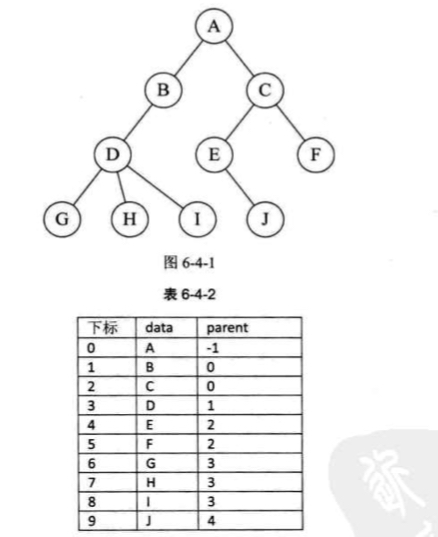 A
B C
D E F
G H I J
图 6-4-1
表 6-4-2
下标 data parent
0 A -1
1 B 0
2 C 0
3 D 1
4 E 2
5 F 2
6 G 3
7 H 3
8 I 3
9 J 4